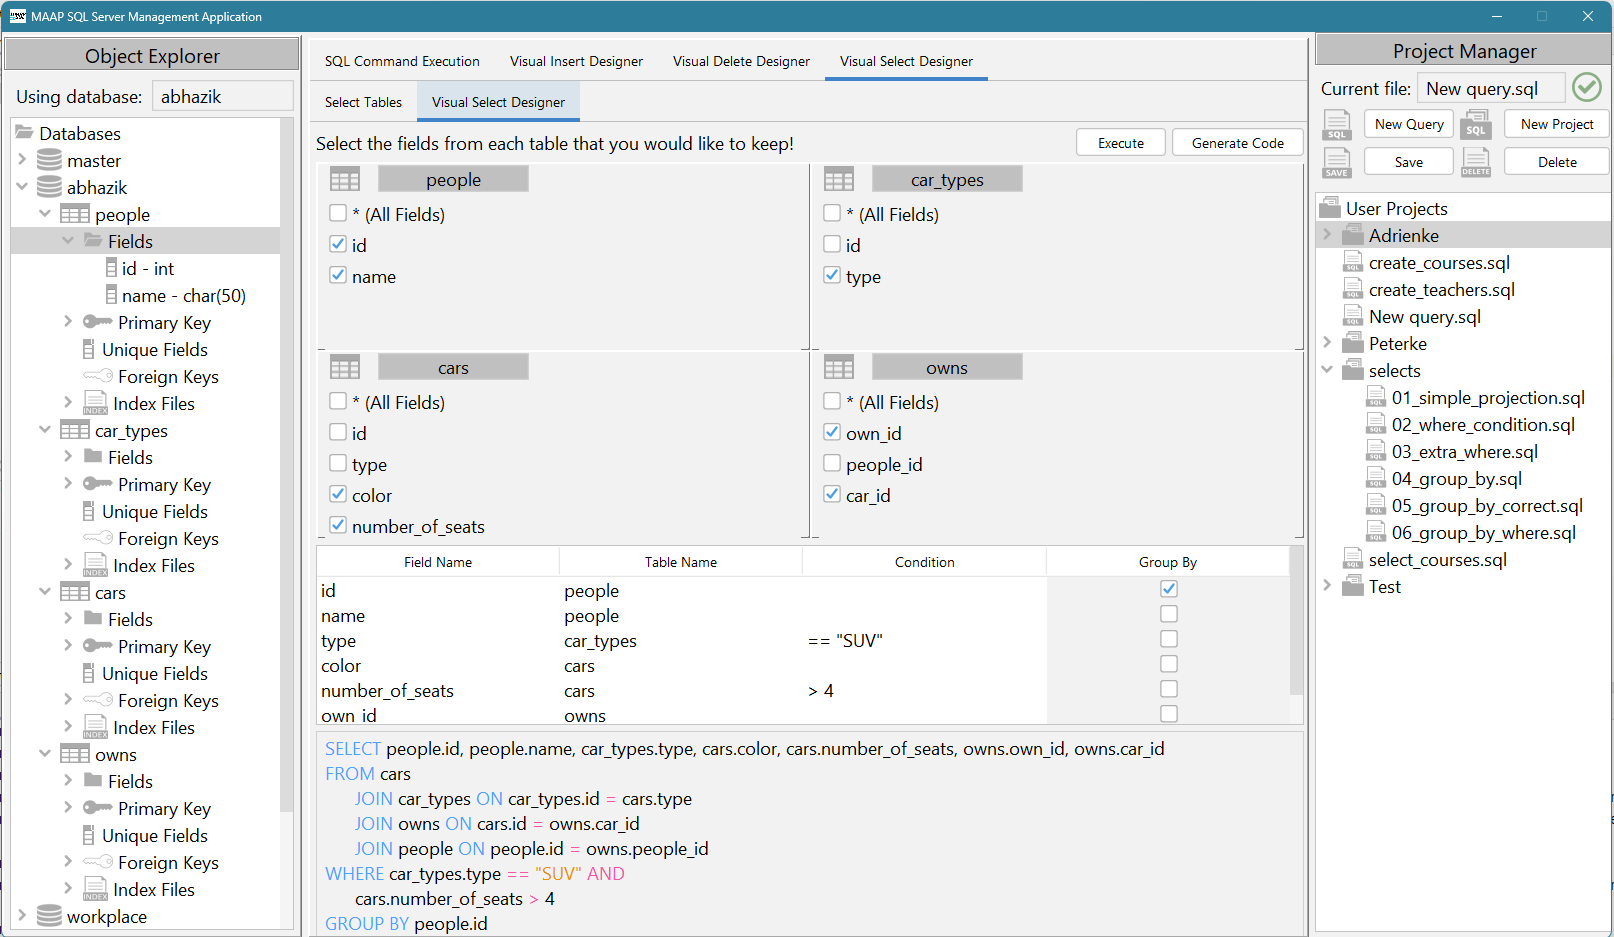 MAAP SQL Server Management Application
Object Explorer
Using database: abhazik
Databases
master
abhazik
people
Fields
id - int
name - char(50)
Primary Key
Unique Fields
Foreign Keys
INDEX Index Files
car_types
Fields
Primary Key
Unique Fields
Foreign Keys
INDEX Index Files
cars
Fields
Primary Key
Unique Fields
Foreign Keys
INDEX Index Files
owns
Fields
Primary Key
Unique Fields
Foreign Keys
INDEX Index Files
workplace
SQL Command Execution Visual Insert Designer Visual Delete Designer Visual Select Designer
Select Tables Visual Select Designer
Select the fields from each table that you would like to keep! Execute Generate Code
people
* (All Fields)
id
name
car_types
* (All Fields)
id
type
cars
* (All Fields)
id
type
color
number_of_seats
owns
* (All Fields)
own_id
people_id
car_id
Field Name Table Name Condition Group By
id people
name people
type car_types == "SUV"
color cars
number_of_seats cars > 4
own_id owns
SELECT people.id, people.name, car_types.type, cars.color, cars.number_of_seats, owns.own_id, owns.car_id
FROM cars
JOIN car_types ON car_types.id = cars.type
JOIN owns ON cars.id = owns.car_id
JOIN people ON people.id = owns.people_id
WHERE car_types.type == "SUV" AND
cars.number_of_seats > 4
GROUP BY people.id
Project Manager
Current file: New query.sql
SQL New Query SQL New Project
SAVE Save DELETE Delete
User Projects
Adrienke
SQL create_courses.sql
SQL create_teachers.sql
SQL New query.sql
Peterke
selects
SQL 01_simple_projection.sql
SQL 02_where_condition.sql
SQL 03_extra_where.sql
SQL 04_group_by.sql
SQL 05_group_by_correct.sql
SQL 06_group_by_where.sql
SQL select_courses.sql
Test